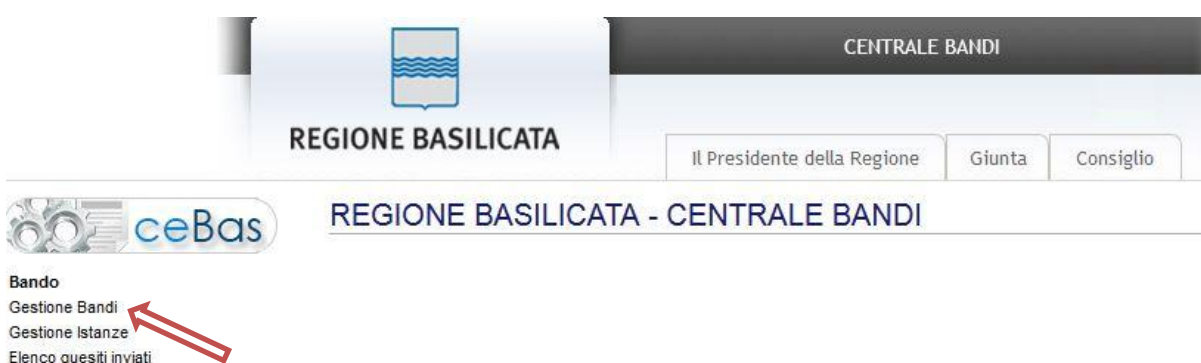 CENTRALE BANDI
REGIONE BASILICATA
Il Presidente della Regione
Giunta
Consiglio
ceBas
REGIONE BASILICATA - CENTRALE BANDI
Bando
Gestione Bandi
Gestione Istanze
Elenco quesiti inviati